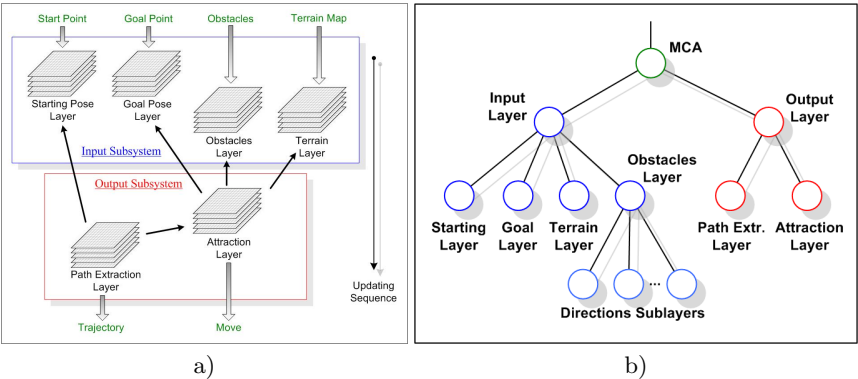 Start Point
Goal Point
Obstacles
Terrain Map
Starting Pose
Layer
Goal Pose
Layer
Obstacles
Layer
Terrain
Layer
Input Subsystem
Output Subsystem
Attraction
Layer
Path Extraction
Layer
Updating
Sequence
Trajectory
Move
a)
MCA
Input
Layer
Output
Layer
Obstacles
Layer
Starting
Layer
Goal
Layer
Terrain
Layer
Path Extr.
Layer
Attraction
Layer
...
Directions Sublayers
b)